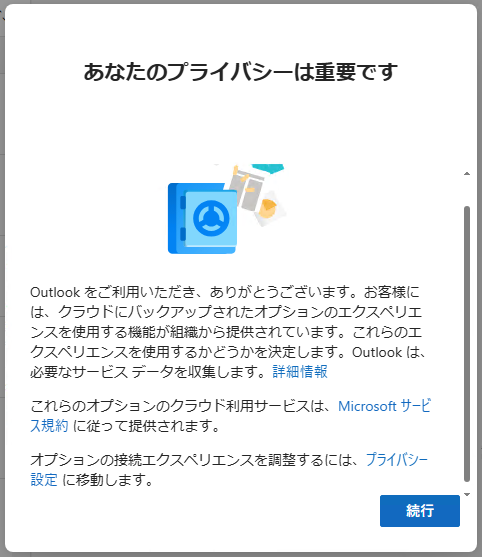 あなたのプライバシーは重要です
Outlook をご利用いただき、ありがとうございます。お客様に
は、クラウドにバックアップされたオプションのエクスペリエ
ンスを使用する機能が組織から提供されています。これらのエ
クスペリエンスを使用するかどうかを決定します。Outlook は、
必要なサービス データを収集します。詳細情報
これらのオプションのクラウド利用サービスは、Microsoft サービ
ス規約 に従って提供されます。
オプションの接続エクスペリエンスを調整するには、プライバシー
設定 に移動します。
続行